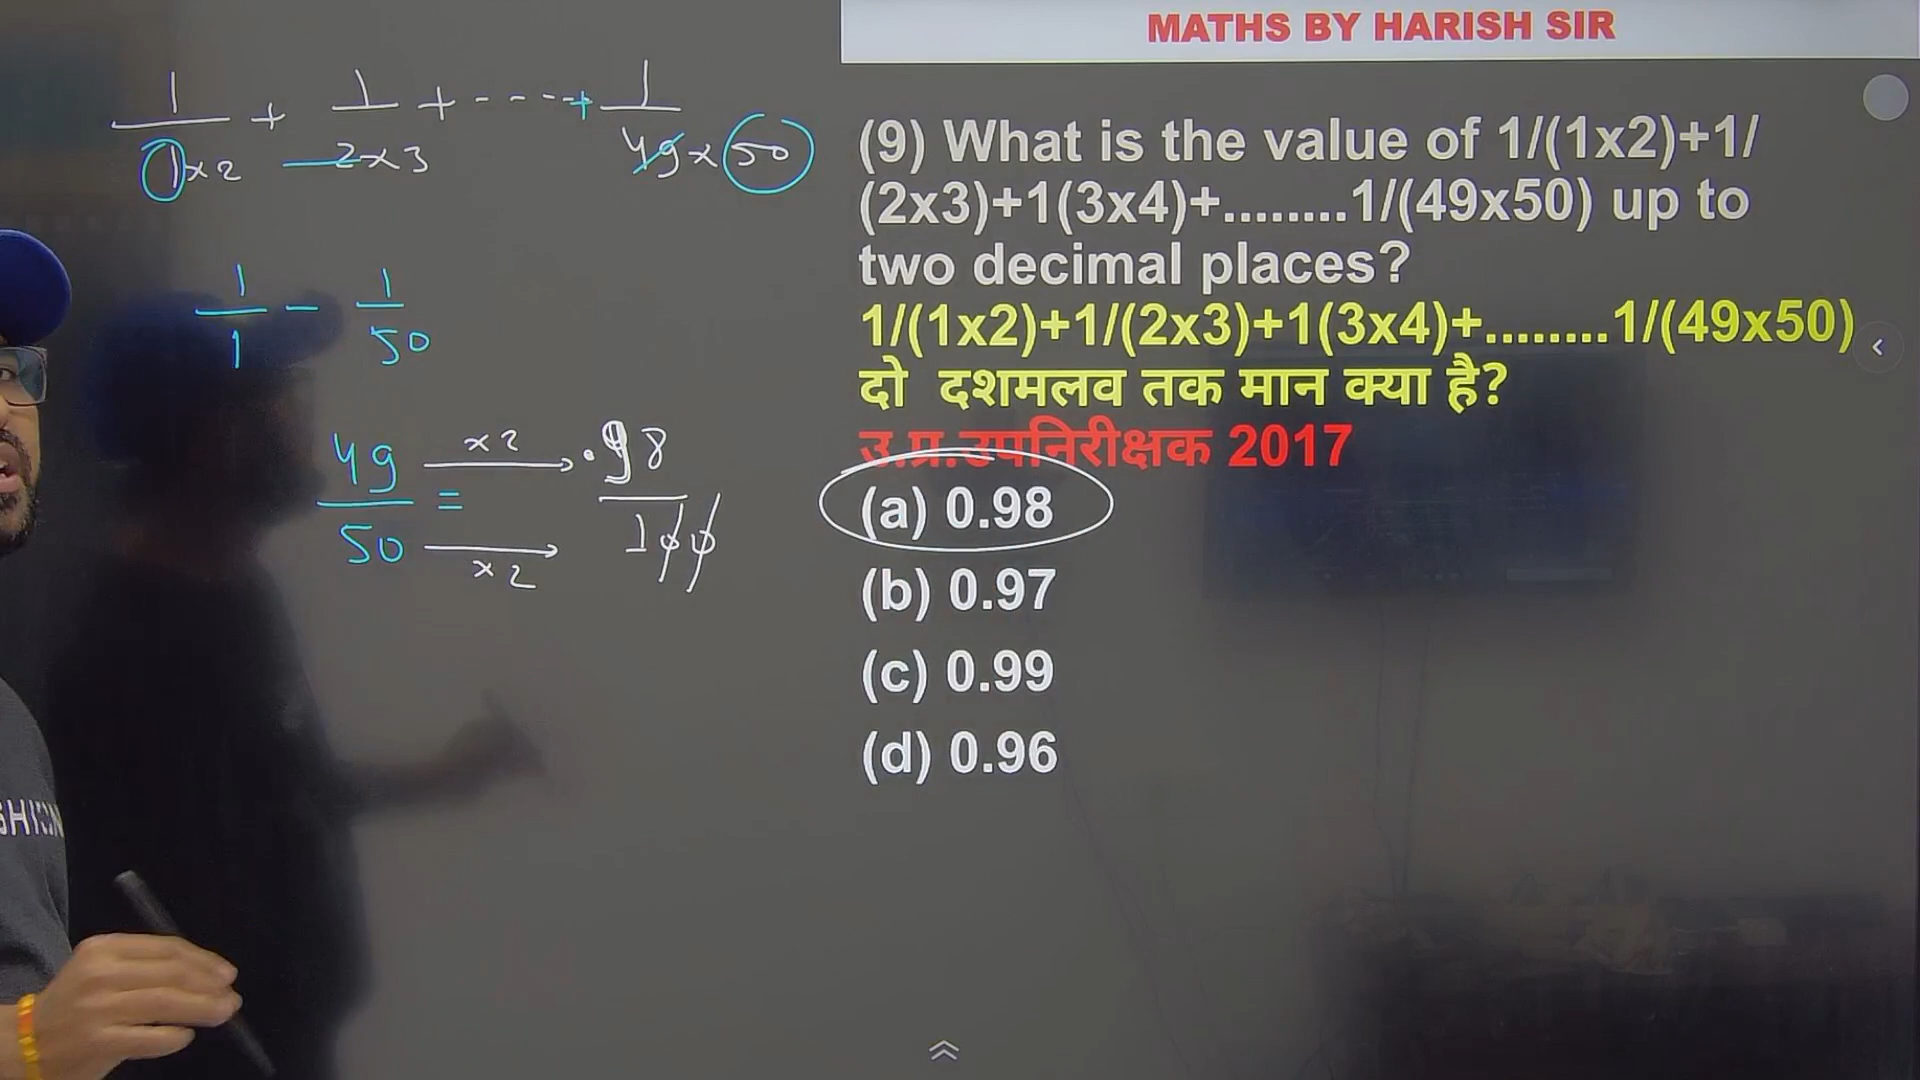 MATHS BY HARISH SIR
1/1x2 + 1/2x3 + ----+ 1/49x50
1/1 - 1/50
49/50 x2 = x2 .98/100
(9) What is the value of 1/(1x2)+1/
(2x3)+1(3x4)+........1/(49x50) up to
two decimal places?
1/(1x2)+1/(2x3)+1(3x4)+........1/(49x50)
दो दशमलव तक मान क्या है?
उ.प्र.उपनिरीक्षक 2017
(a) 0.98
(b) 0.97
(c) 0.99
(d) 0.96